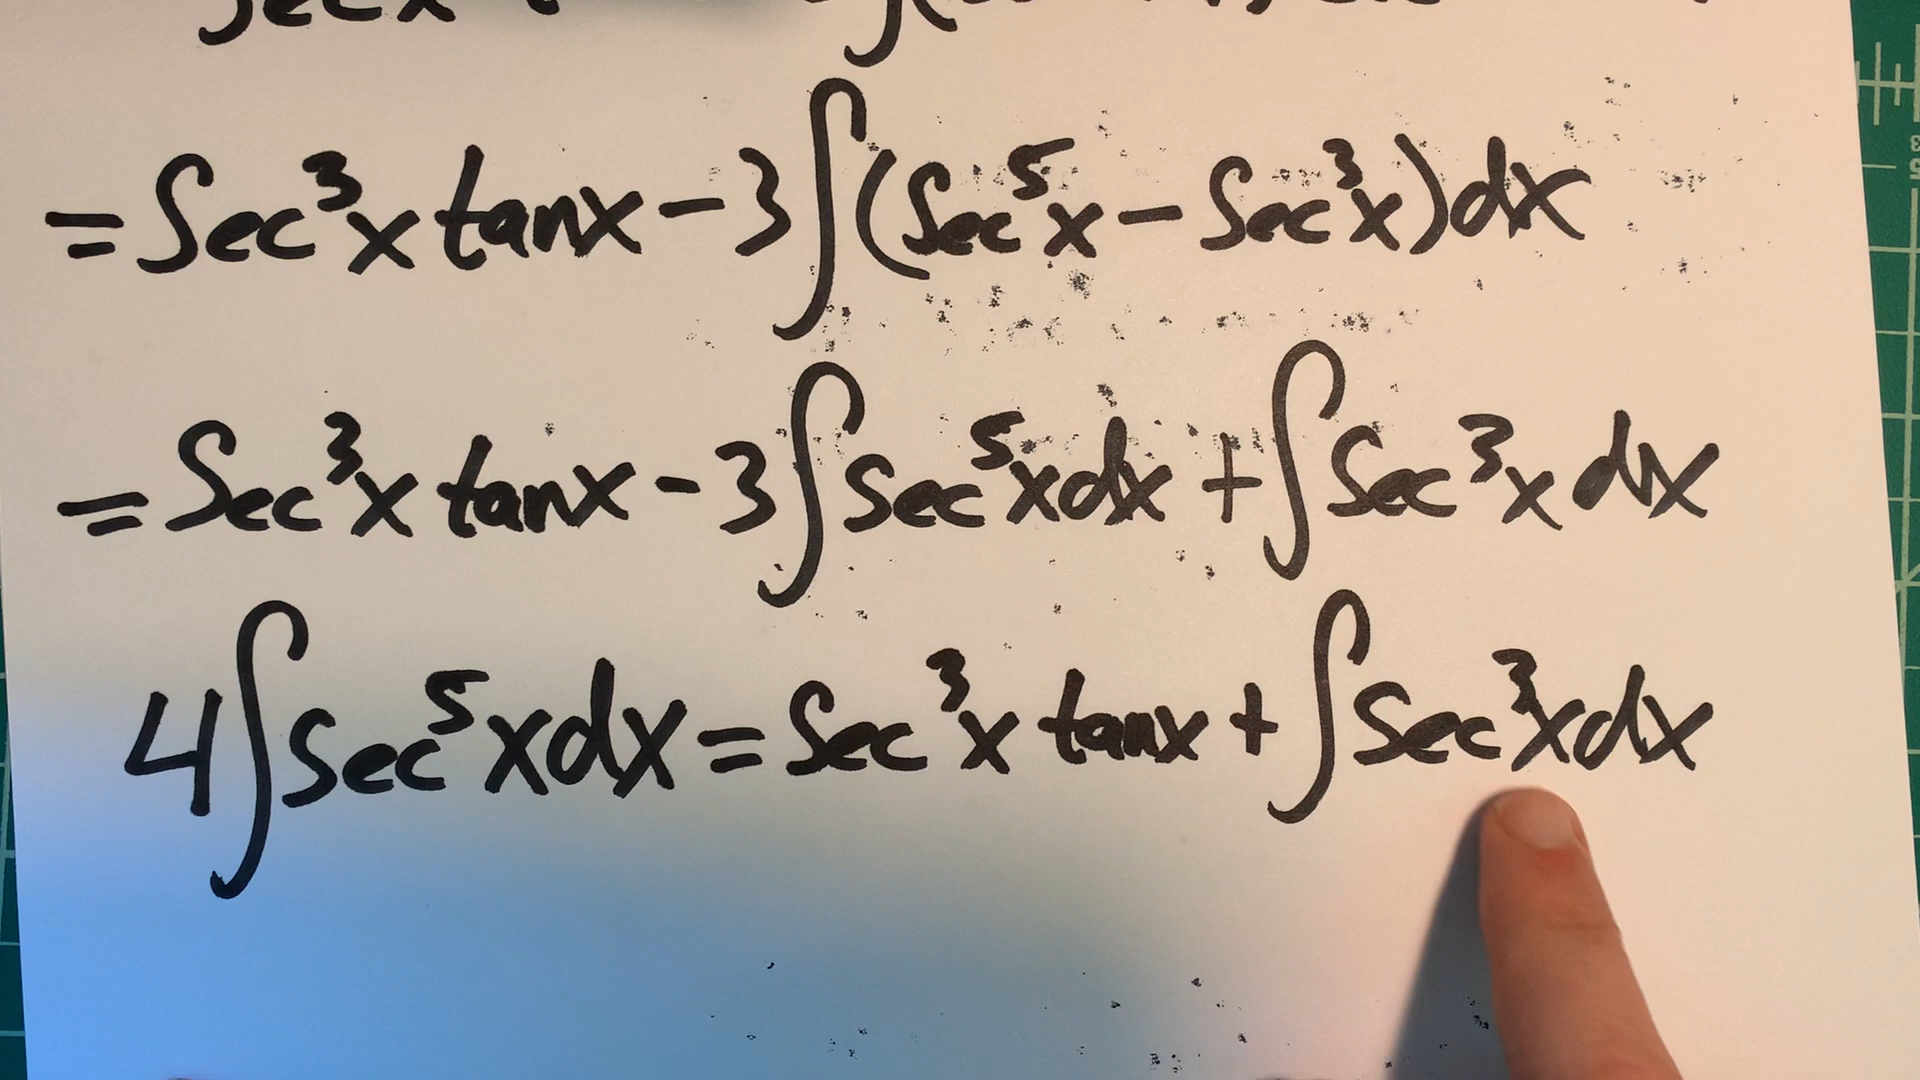 = Sec³x tanx - 3∫(Sec⁵x - Sec³x)dx
= Sec³x tanx - 3∫sec⁵xdx + ∫Sec³x dx
4∫sec⁵xdx = Sec³x tanx + ∫Sec³xdx